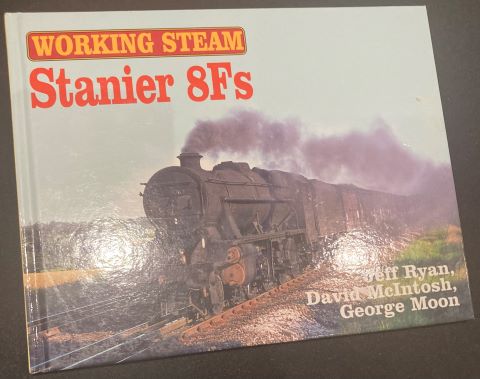 WORKING STEAM
Stanier 8Fs
Jeff Ryan,
David McIntosh,
George Moon